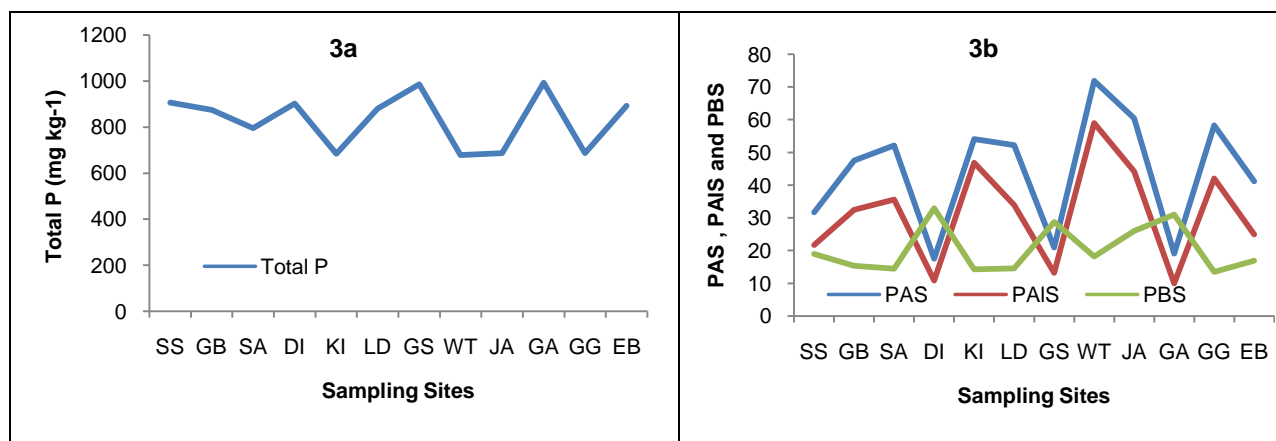 3a
Total P (mg kg-1)
1200
1000
800
600
400
200
0
Total P
SS GB SA DI KI LD GS WT JA GA GG EB
Sampling Sites
3b
PAS , PAIS and PBS
80
70
60
50
40
30
20
10
0
PAS PAIS PBS
SS GB SA DI KI LD GS WT JA GA GG EB
Sampling Sites